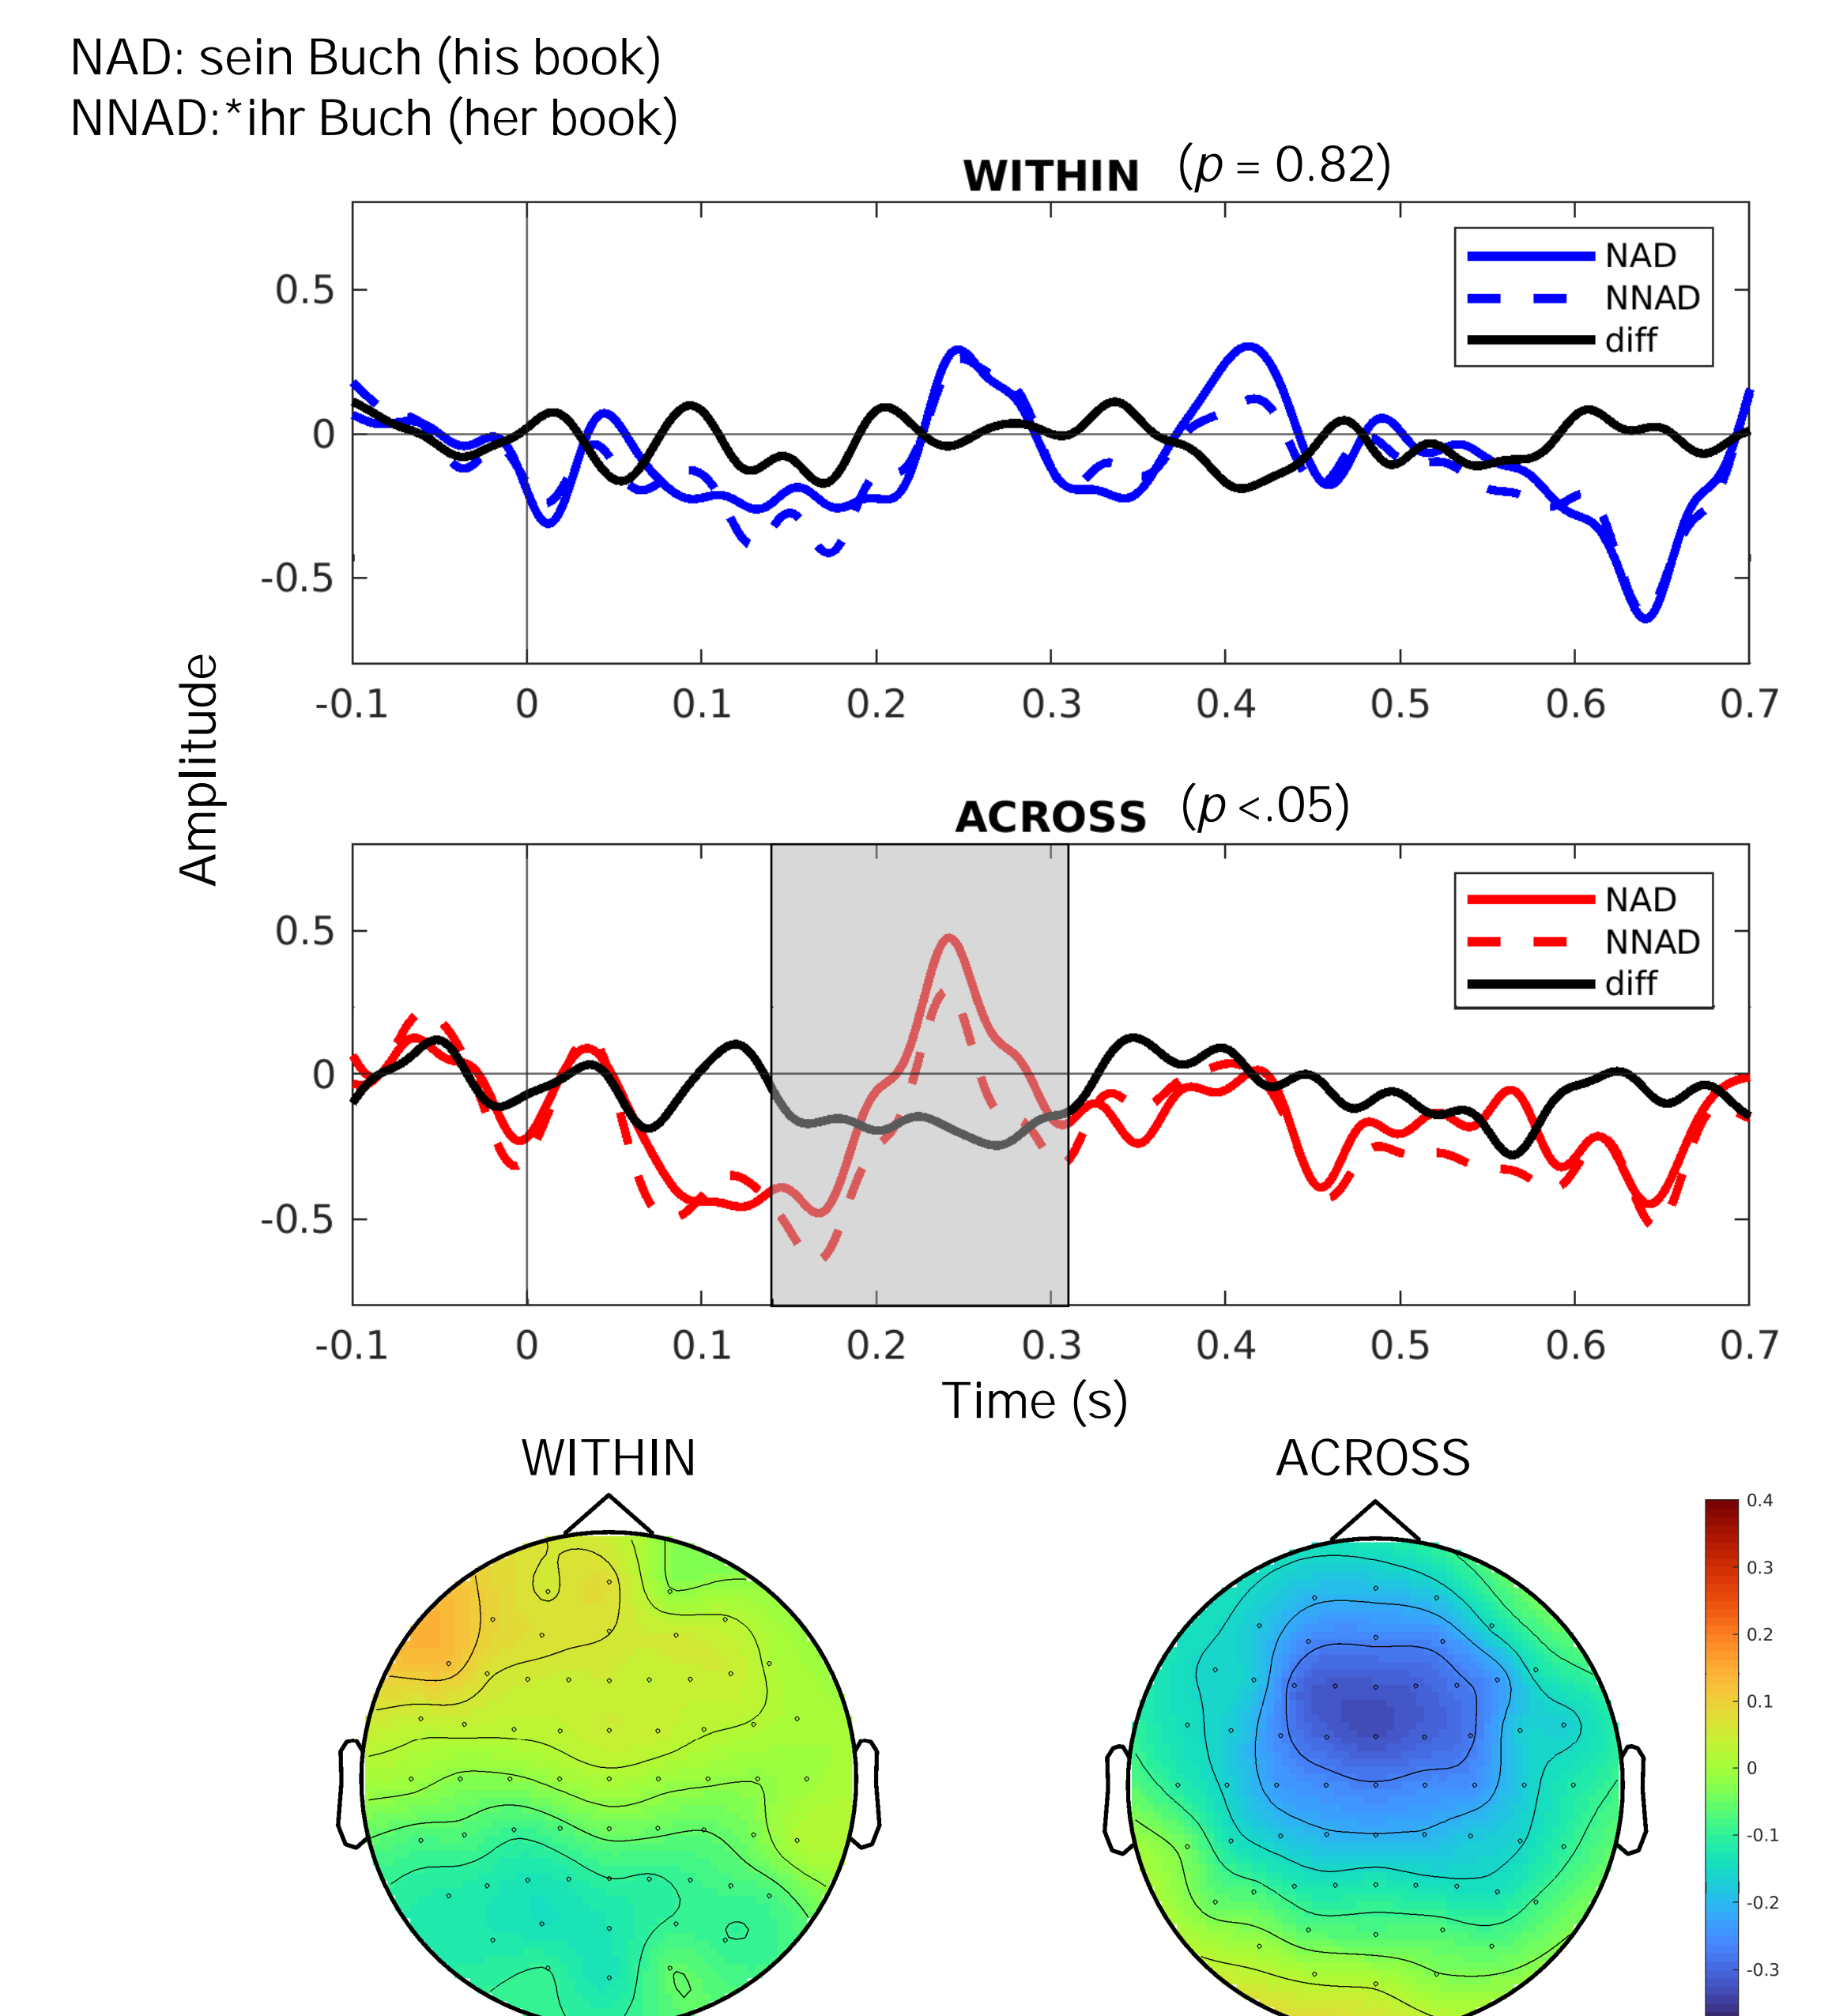 NAD: sein Buch (his book)
NNAD:*ihr Buch (her book)
WITHIN (p = 0.82)
NAD
NNAD
diff
0.5
0
-0.5
-0.1 0 0.1 0.2 0.3 0.4 0.5 0.6 0.7
Amplitude
ACROSS (p <.05)
NAD
NNAD
diff
0.5
0
-0.5
-0.1 0 0.1 0.2 0.3 0.4 0.5 0.6 0.7
Time (s)
WITHIN ACROSS
0.4
0.3
0.2
0.1
0
-0.1
-0.2
-0.3